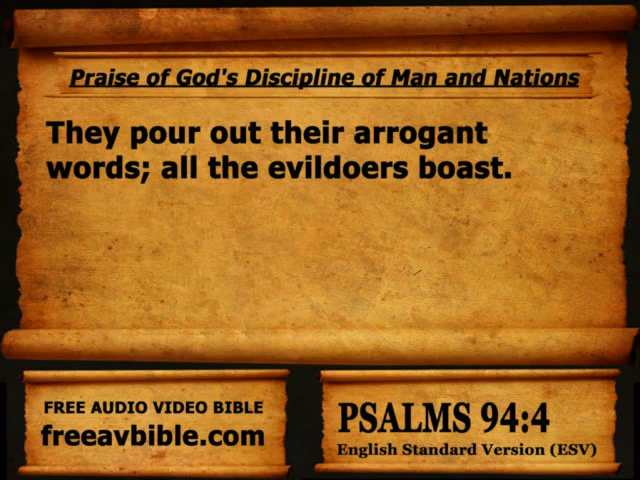 Praise of God's Discipline of Man and Nations
They pour out their arrogant
words; all the evildoers boast.
FREE AUDIO VIDEO BIBLE
freeavbible.com
PSALMS 94:4
English Standard Version (ESV)